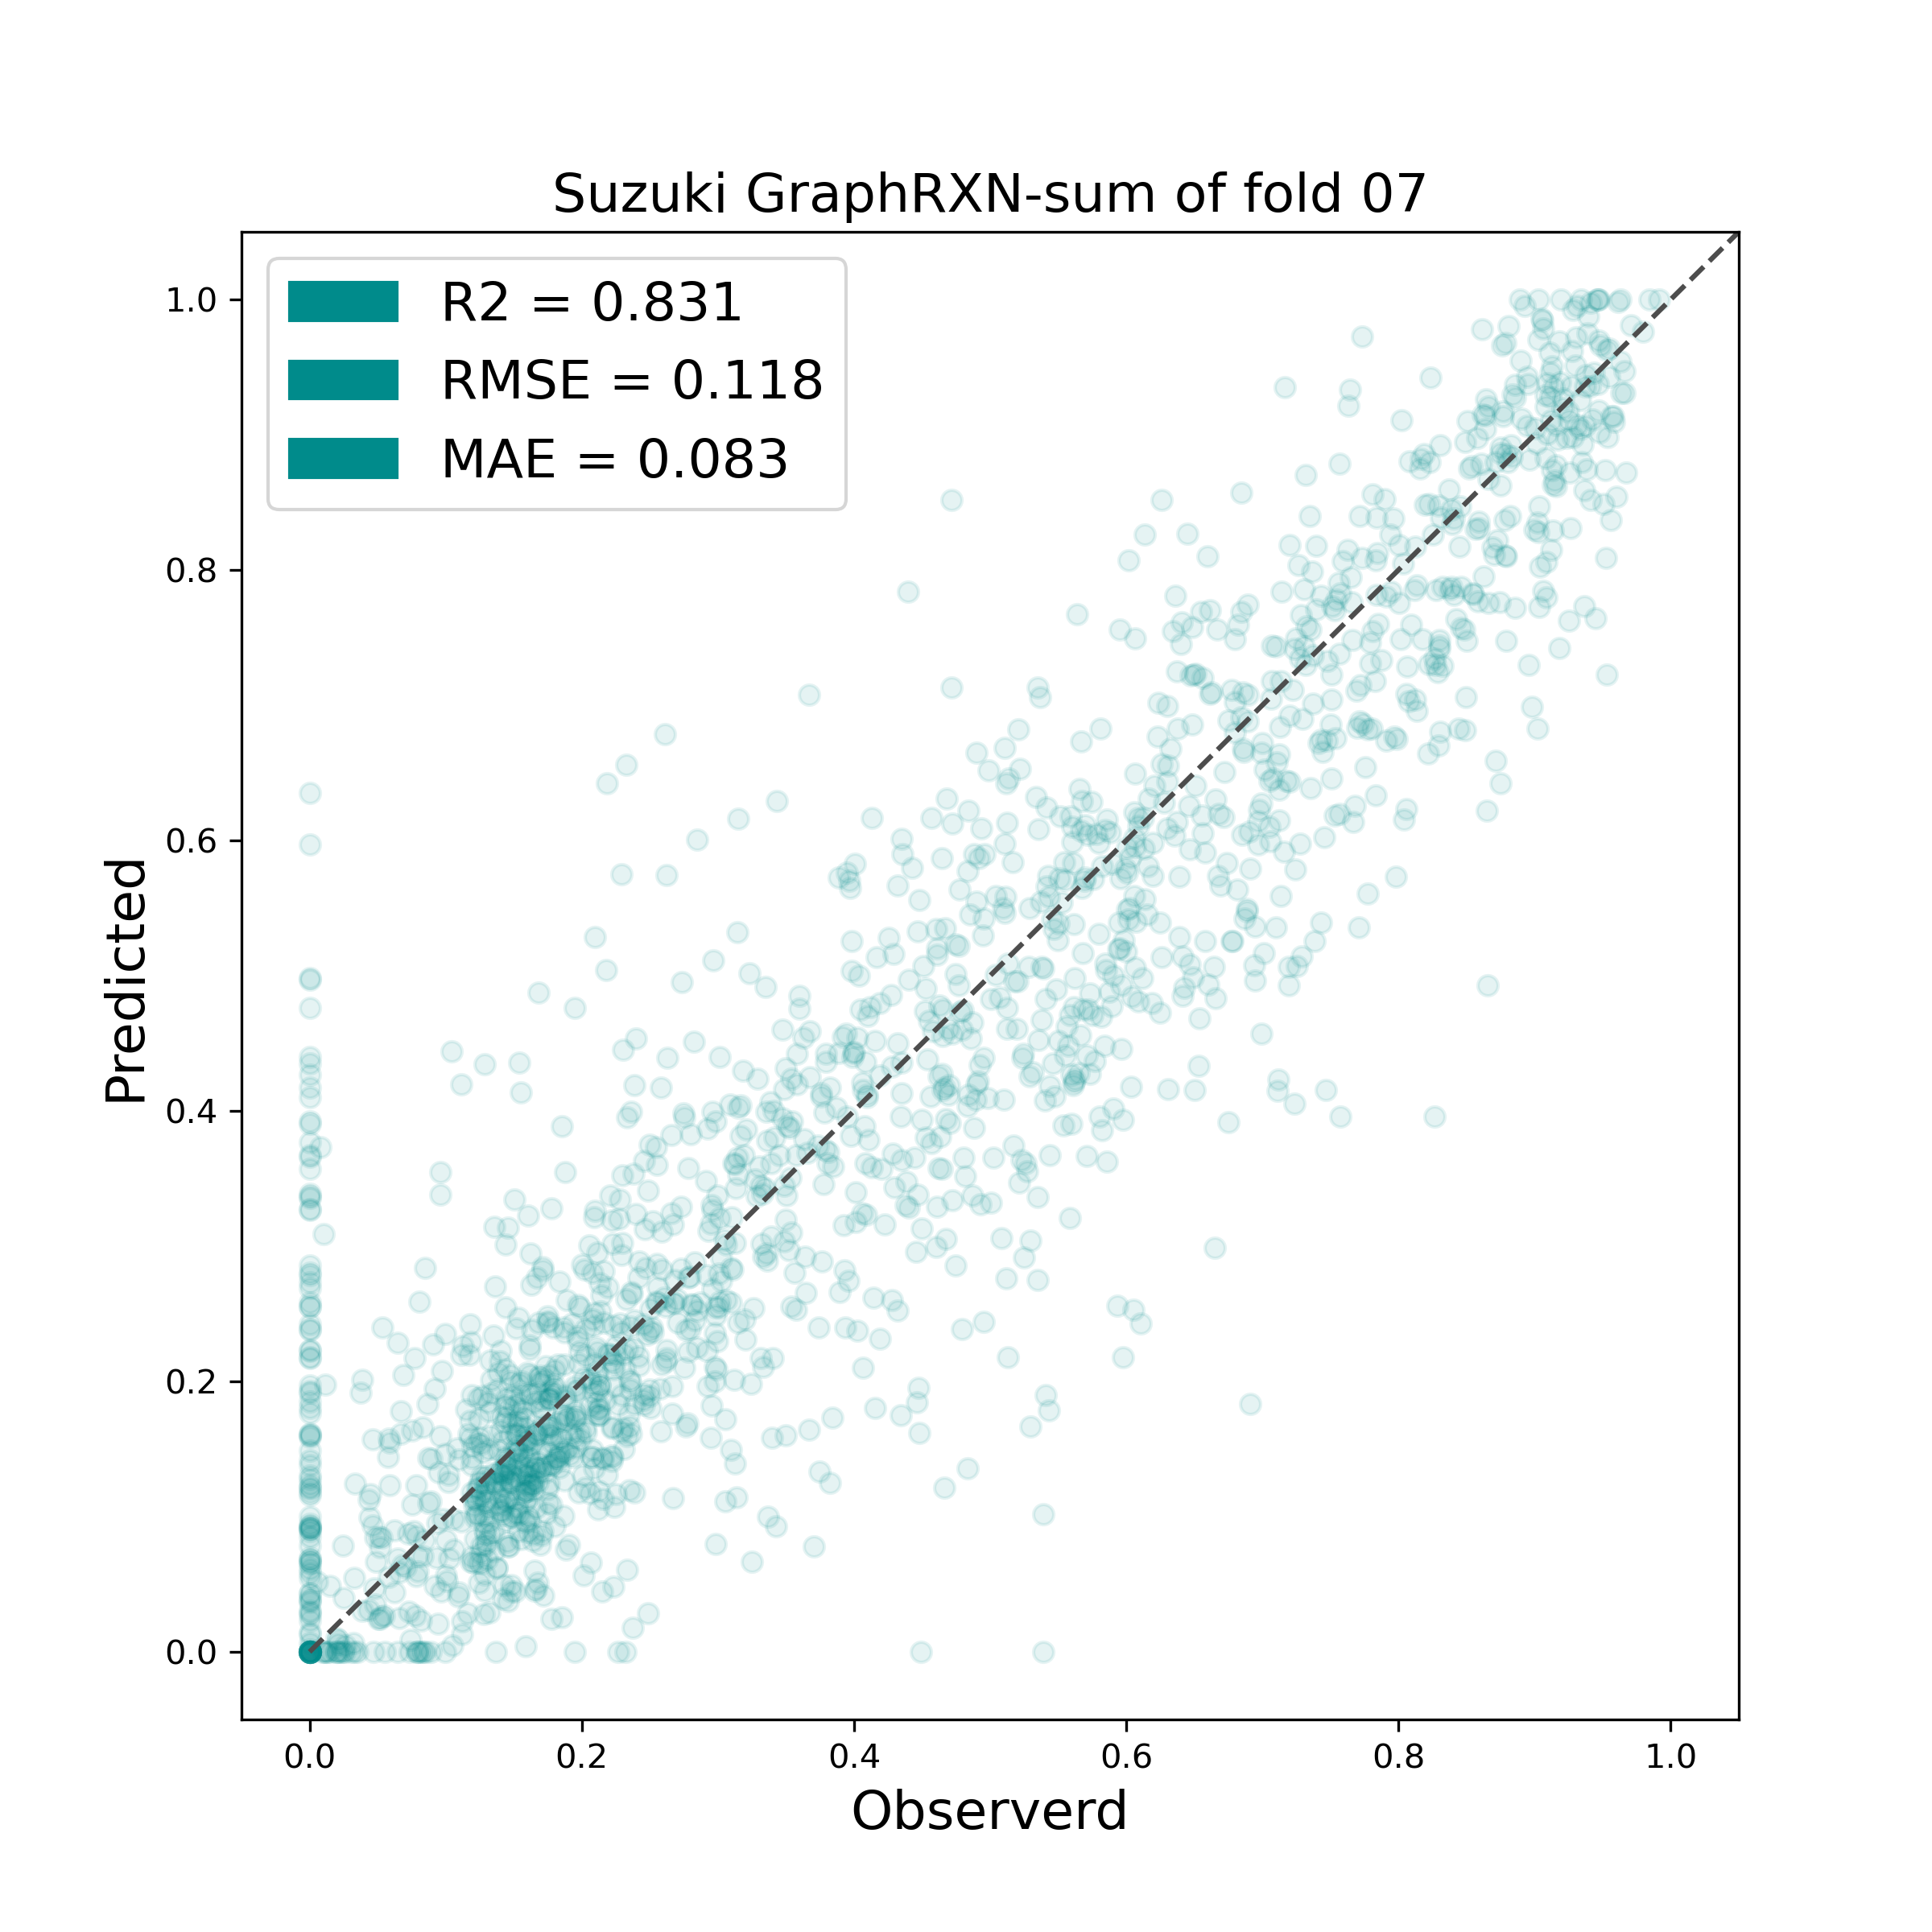 Suzuki GraphRXN-sum of fold 07
R2 = 0.831
RMSE = 0.118
MAE = 0.083
1.0
0.8
0.6
0.4
0.2
0.0
Predicted
0.0 0.2 0.4 0.6 0.8 1.0
Observerd